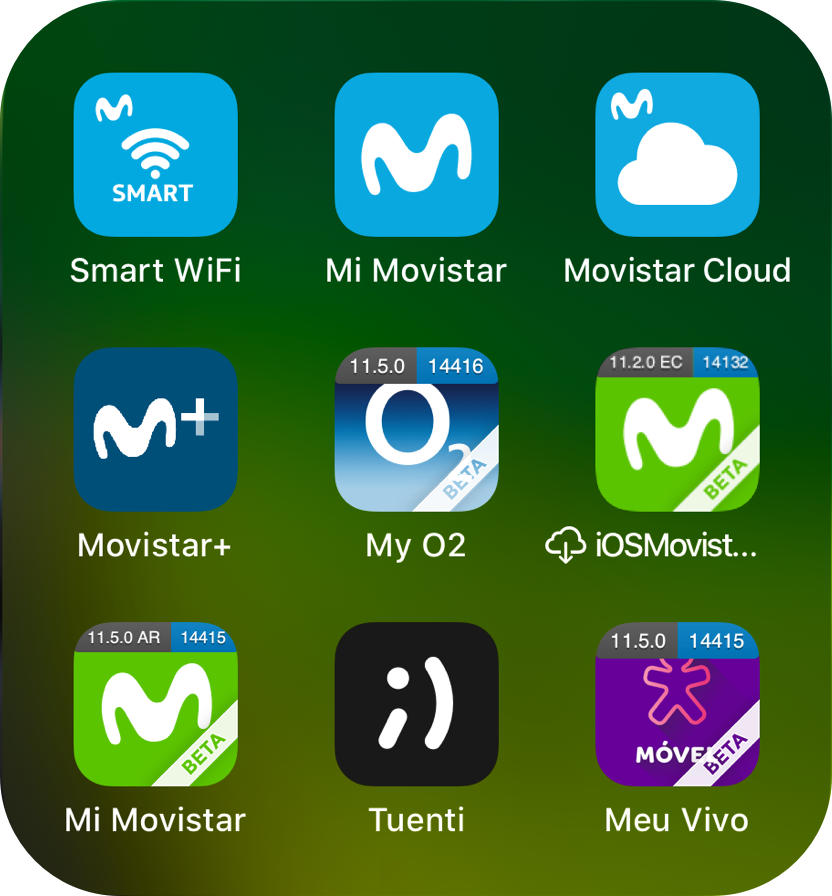 SMART
Smart WiFi
Mi Movistar
Movistar Cloud
Movistar+
11.5.0 14416
O2
BETA
My O2
11.2.0 EC 14132
BETA
iOSMovist...
11.5.0 AR 14415
BETA
Mi Movistar
;)
Tuenti
11.5.0 14415
BETA
Meu Vivo